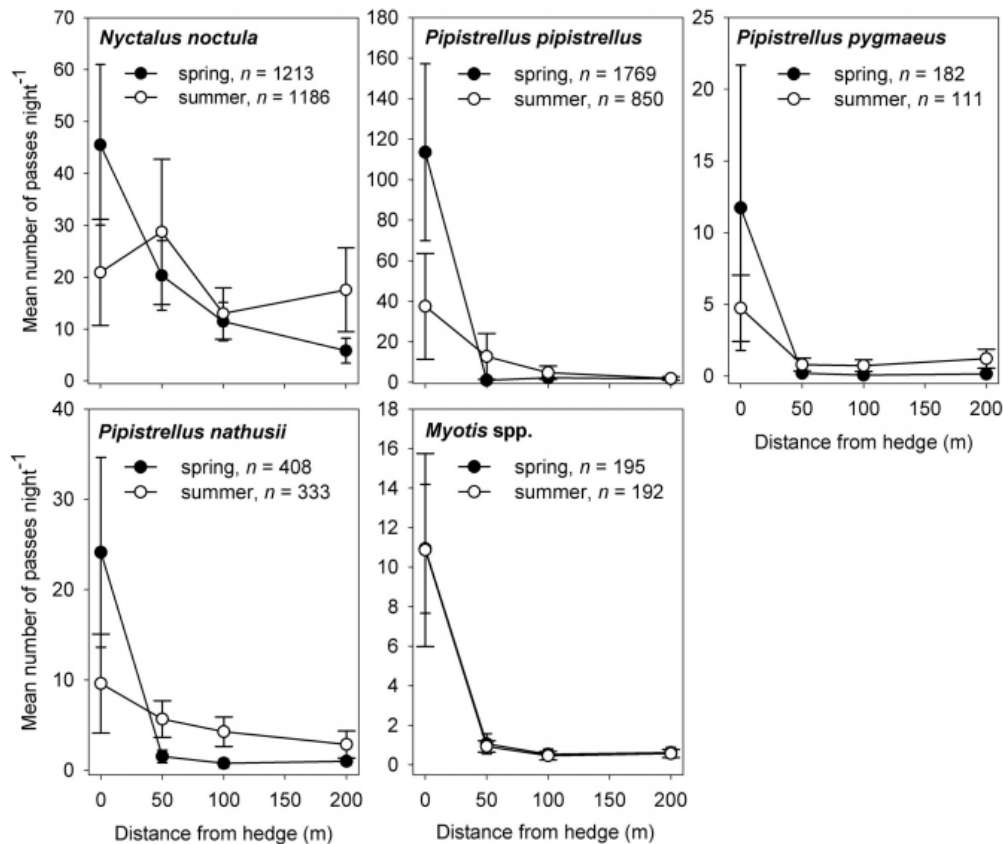 Nyctalus noctula
spring, n = 1213
summer, n = 1186
70
60
50
40
30
20
10
0
Mean number of passes night⁻¹
Pipistrellus pipistrellus
spring, n = 1769
summer, n = 850
180
160
140
120
100
80
60
40
20
0
Pipistrellus pygmaeus
spring, n = 182
summer, n = 111
25
20
15
10
5
0
0 50 100 150 200
Distance from hedge (m)
Pipistrellus nathusii
spring, n = 408
summer, n = 333
40
30
20
10
0
Mean number of passes night⁻¹
0 50 100 150 200
Distance from hedge (m)
Myotis spp.
spring, n = 195
summer, n = 192
18
16
14
12
10
8
6
4
2
0
0 50 100 150 200
Distance from hedge (m)